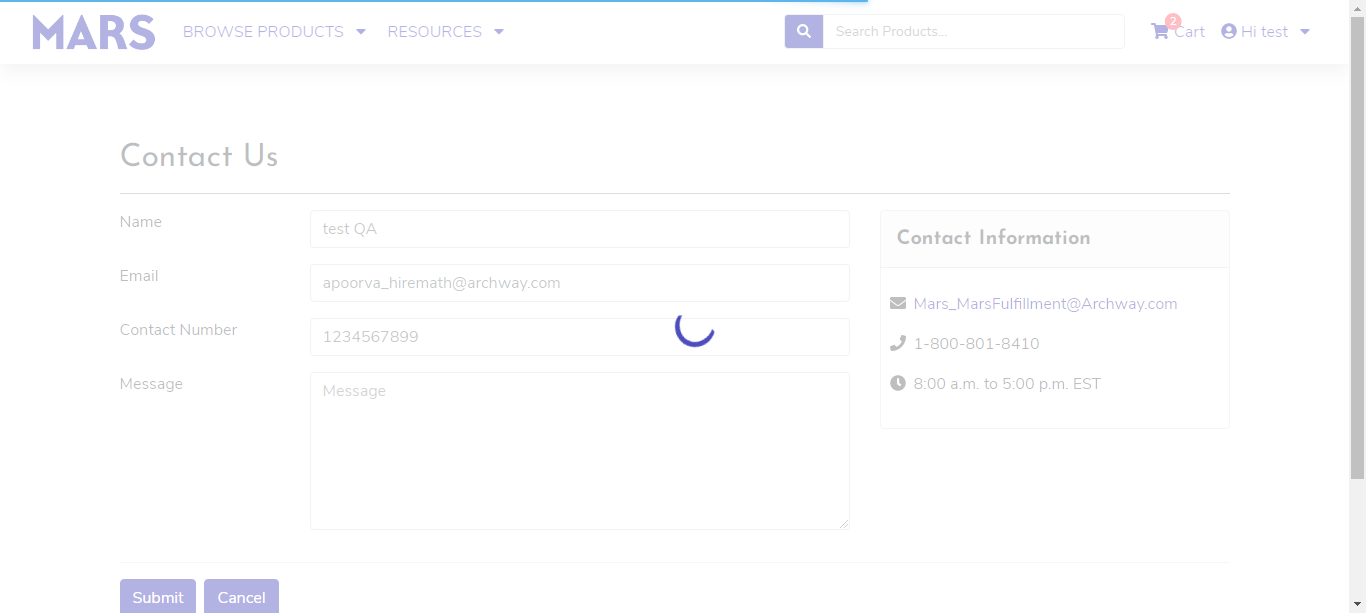 MARS BROWSE PRODUCTS RESOURCES Search Products... 2 Cart Hi test
Contact Us
Name test QA
Contact Information
Email apoorva_hiremath@archway.com
Mars_MarsFulfillment@Archway.com
Contact Number 1234567899
1-800-801-8410
Message Message
8:00 a.m. to 5:00 p.m. EST
Submit Cancel